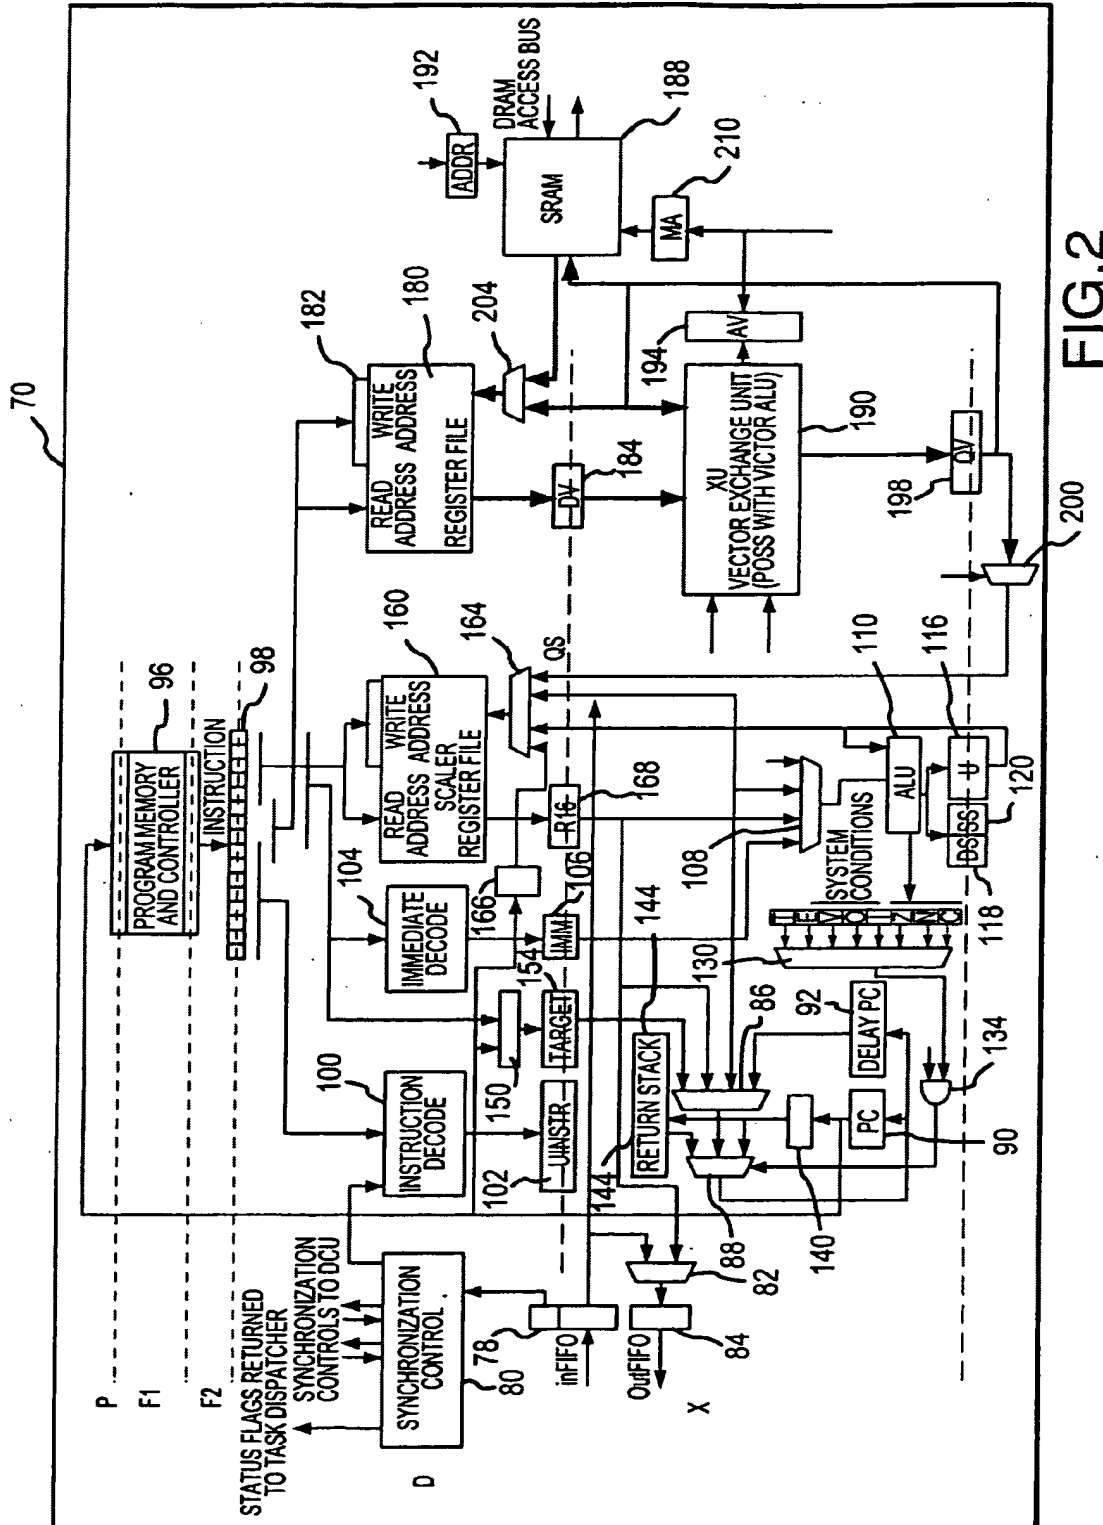 70
P
F1
F2
D
X
PROGRAM MEMORY
AND CONTROLLER
96
INSTRUCTION
98
STATUS FLAGS RETURNED
TO TASK DISPATCHER
SYNCHRONIZATION
CONTROLS TO DCU
SYNCHRONIZATION
CONTROL
80
78
inFIFO
OutFIFO
84
82
88
INSTRUCTION
DECODE
100
UINSTR
102
150
TARGET
154
IMMEDIATE
DECODE
104
IMM
106
166
READ WRITE
ADDRESS ADDRESS
SCALER
REGISTER FILE
160
164
QS
R16
168
READ WRITE
ADDRESS ADDRESS
REGISTER FILE
182
180
204
DV
184
ADDR
192
DRAM
ACCESS BUS
SRAM
188
MA
210
AV
194
XU
VECTOR EXCHANGE UNIT
(POSS WITH VICTOR ALU)
190
QV
198
200
RETURN STACK
144
144
86
108
ALU
110
U
116
DS
SS
118
120
SYSTEM
CONDITIONS
Z
N
C
130
DELAY PC
92
134
PC
90
140
FIG.2